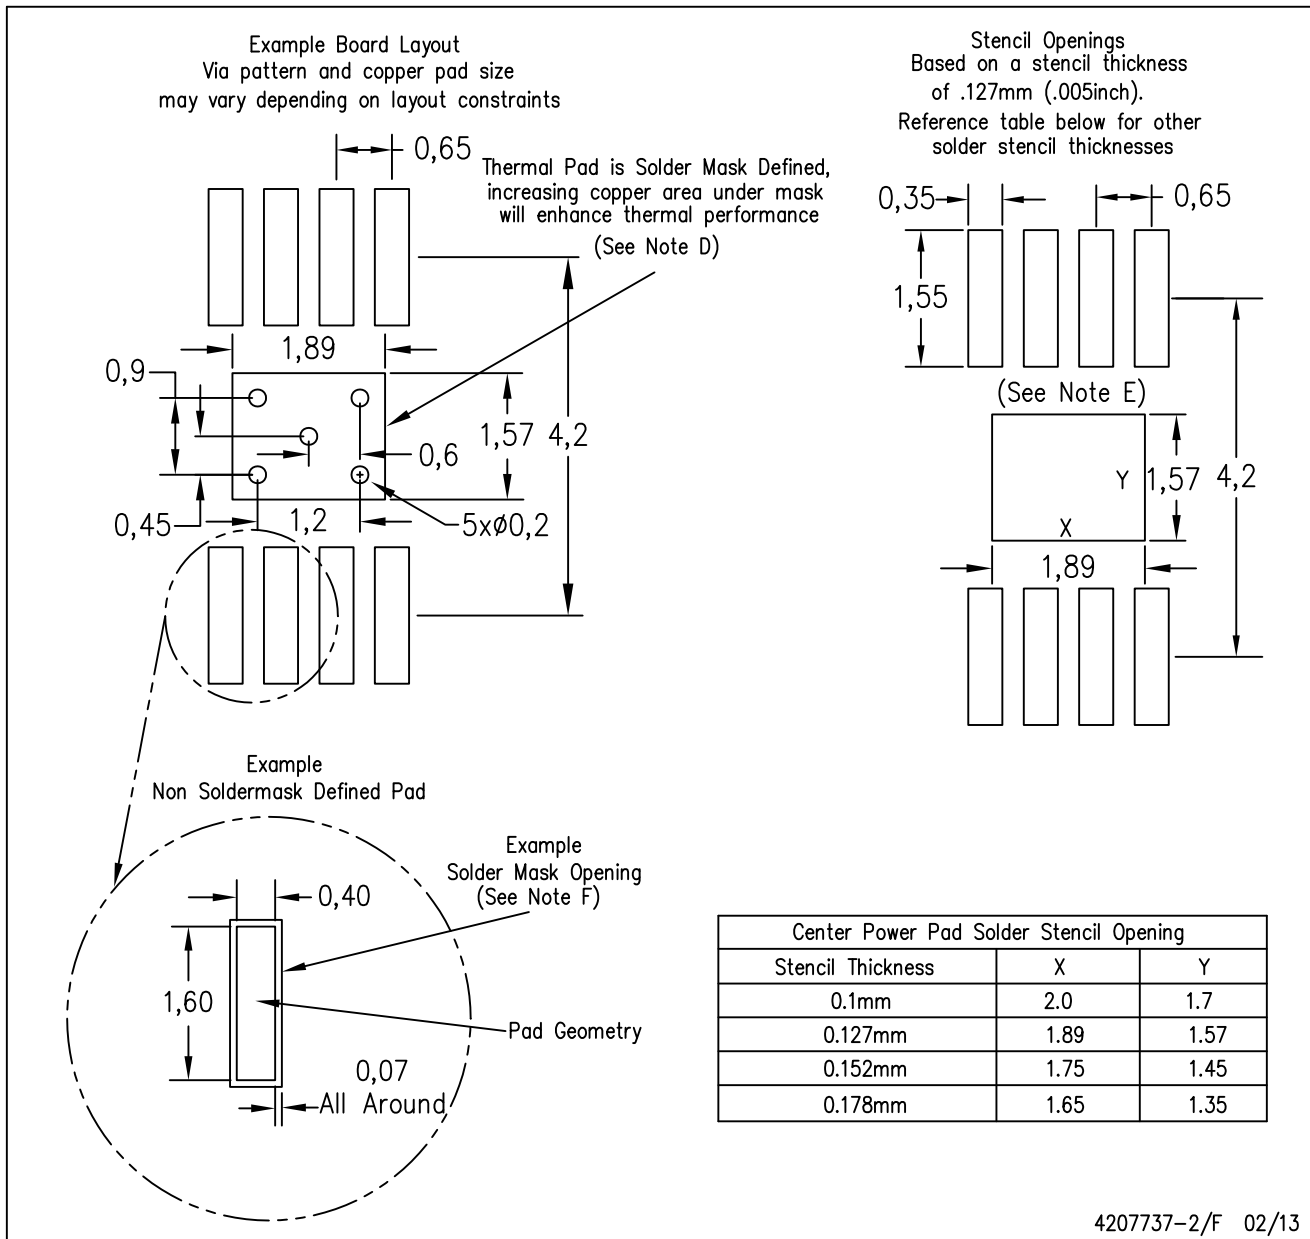 Example Board Layout
Via pattern and copper pad size
may vary depending on layout constraints
0,65
Thermal Pad is Solder Mask Defined,
increasing copper area under mask
will enhance thermal performance
(See Note D)
1,89
0,9
1,57
4,2
0,6
0,45
1,2
5xø0,2
Stencil Openings
Based on a stencil thickness
of .127mm (.005inch).
Reference table below for other
solder stencil thicknesses
0,35
0,65
1,55
(See Note E)
Y
1,57
4,2
X
1,89
Example
Non Soldermask Defined Pad
Example
Solder Mask Opening
(See Note F)
0,40
1,60
Pad Geometry
0,07
All Around
Center Power Pad Solder Stencil Opening
Stencil Thickness X Y
0.1mm 2.0 1.7
0.127mm 1.89 1.57
0.152mm 1.75 1.45
0.178mm 1.65 1.35
4207737-2/F 02/13